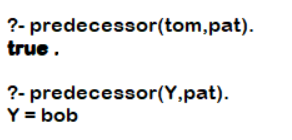 ?- predecessor(tom,pat).
true .
?- predecessor(Y,pat).
Y = bob